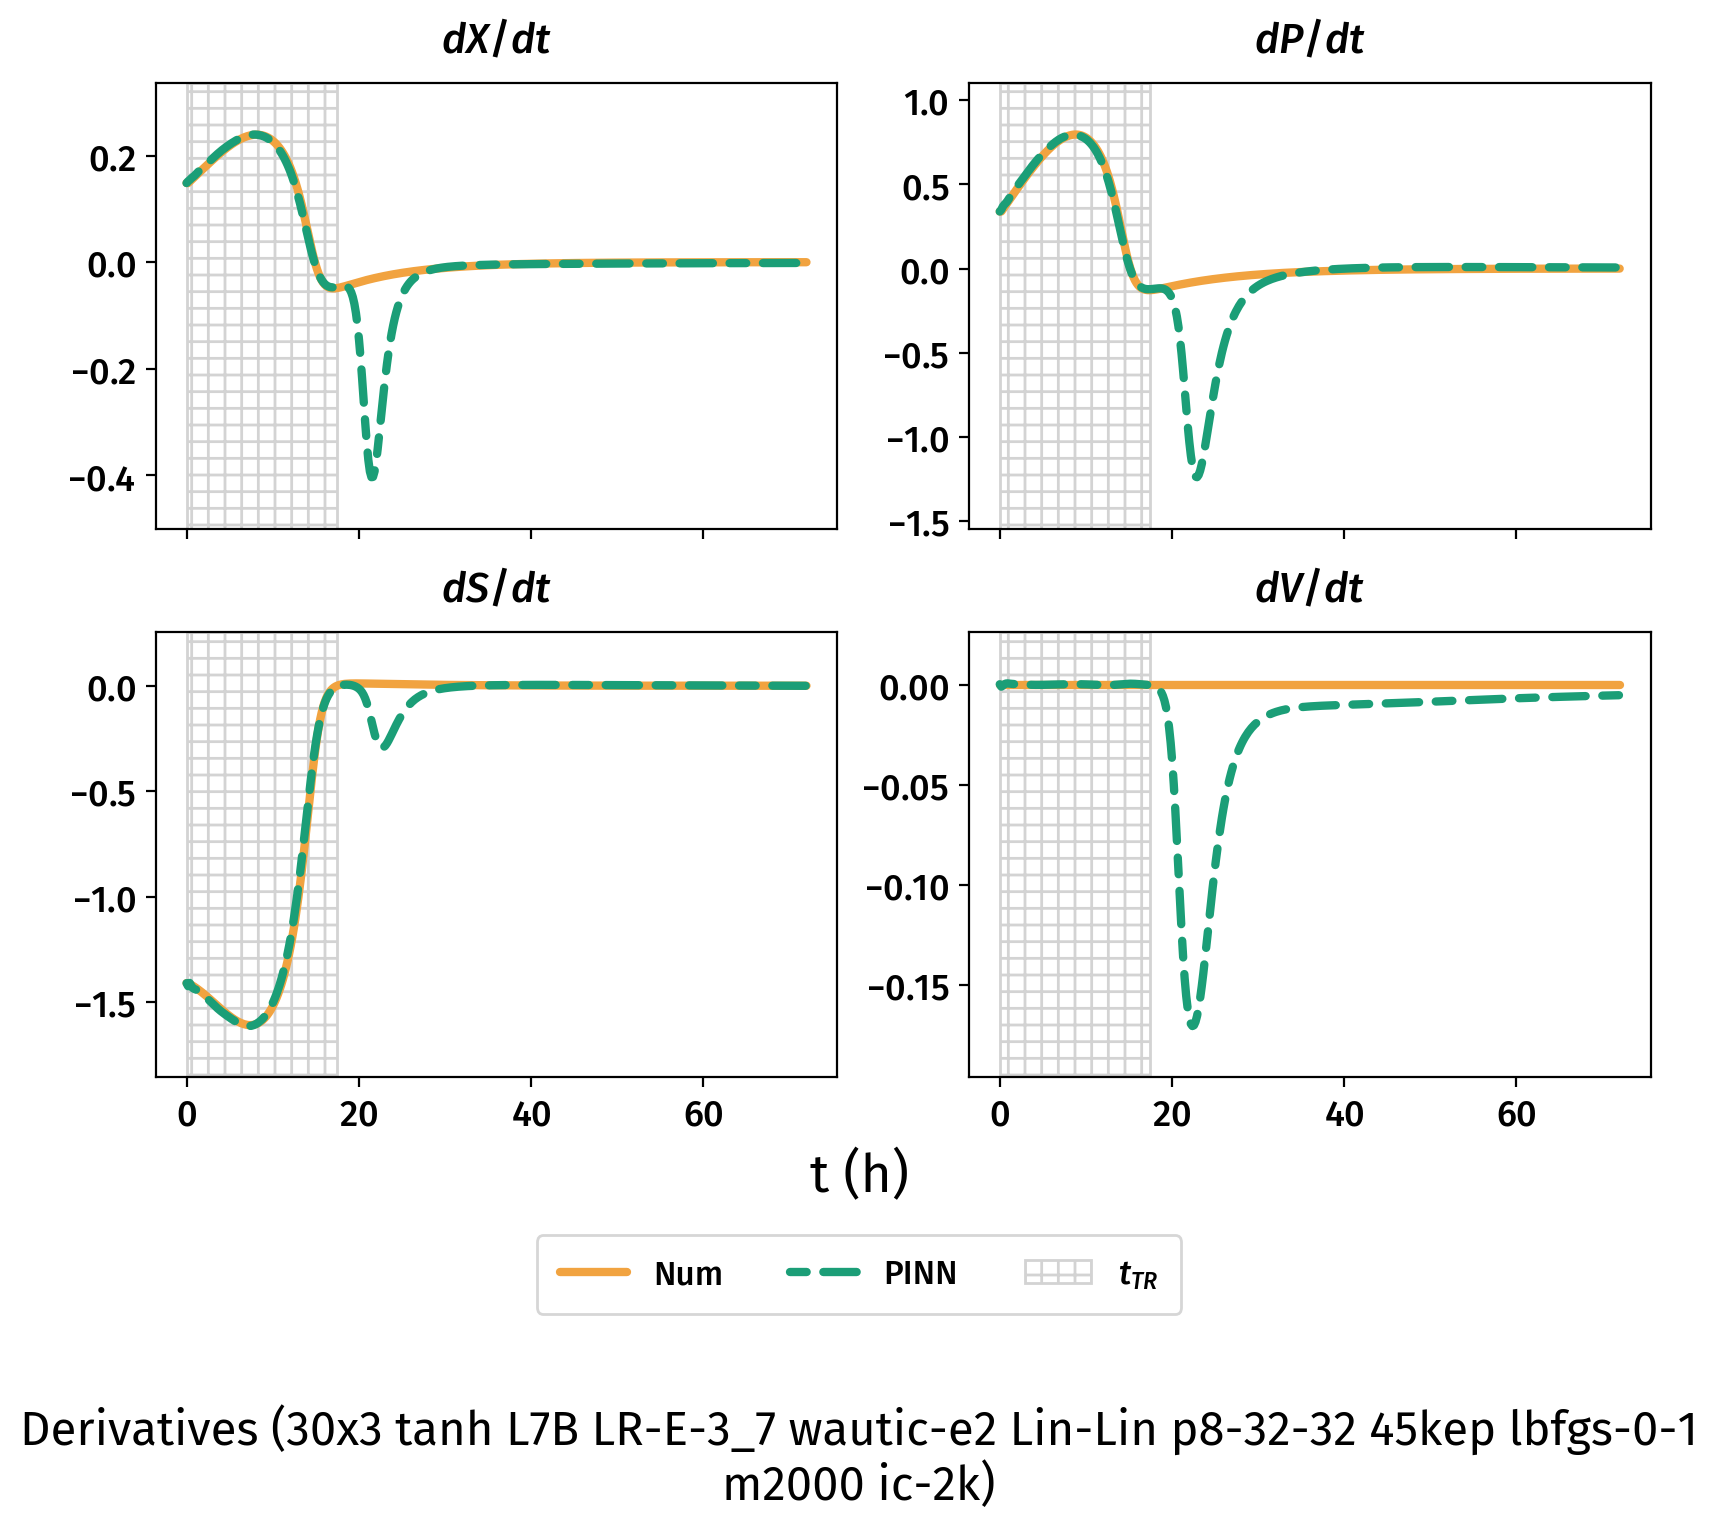 dX/dt
dP/dt
0.2
0.0
−0.2
−0.4
1.0
0.5
0.0
−0.5
−1.0
−1.5
dS/dt
dV/dt
0.0
−0.5
−1.0
−1.5
0.00
−0.05
−0.10
−0.15
0 20 40 60
0 20 40 60
t (h)
Num PINN tTR
Derivatives (30x3 tanh L7B LR-E-3_7 wautic-e2 Lin-Lin p8-32-32 45kep lbfgs-0-1
m2000 ic-2k)